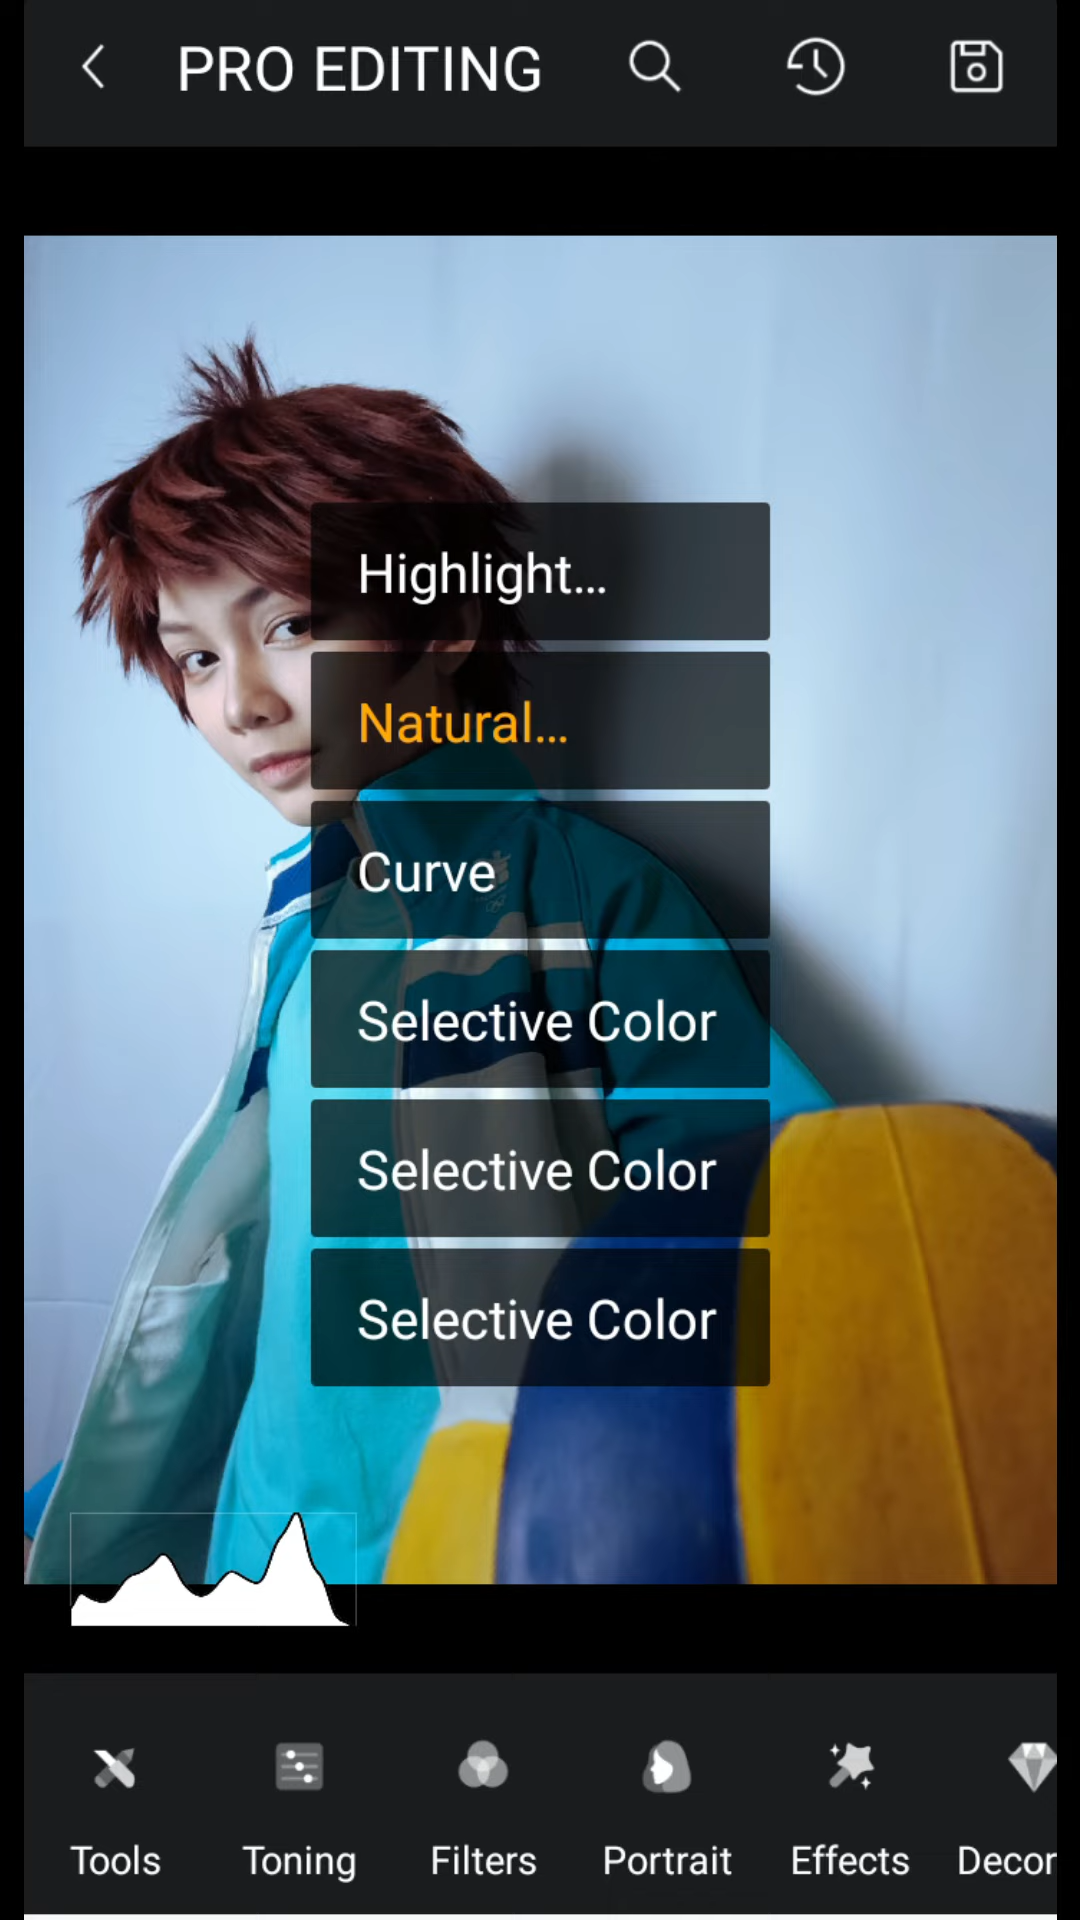 PRO EDITING
Highlight...
Natural...
Curve
Selective Color
Selective Color
Selective Color
Tools Toning Filters Portrait Effects Decor